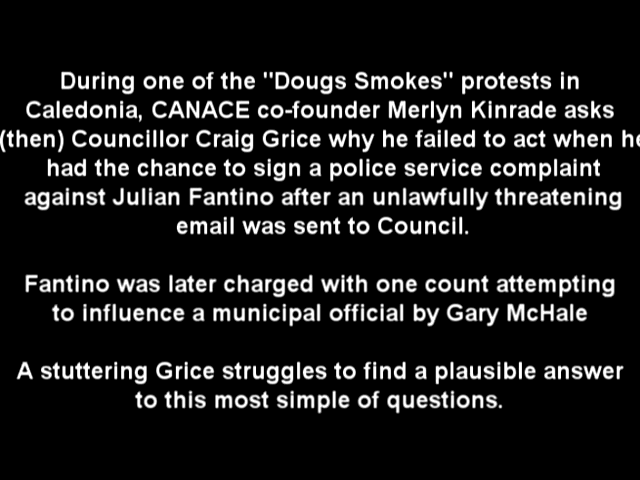 During one of the "Dougs Smokes" protests in
Caledonia, CANACE co-founder Merlyn Kinrade asks
(then) Councillor Craig Grice why he failed to act when he
had the chance to sign a police service complaint
against Julian Fantino after an unlawfully threatening
email was sent to Council.
Fantino was later charged with one count attempting
to influence a municipal official by Gary McHale
A stuttering Grice struggles to find a plausible answer
to this most simple of questions.